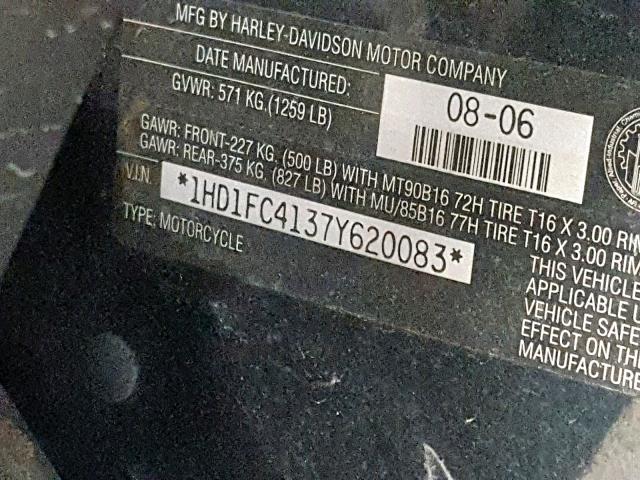 MFG BY HARLEY-DAVIDSON MOTOR COMPANY
DATE MANUFACTURED:
08-06
GVWR: 571 KG.(1259 LB)
GAWR: FRONT-227 KG. (500 LB) WITH MT90B16 72H TIRE T16 X 3.00 RIM
GAWR: REAR-375 KG. (827 LB) WITH MU/85B16 77H TIRE T16 X 3.00 RIM
V.I.N. *1HD1FC4137Y620083*
TYPE: MOTORCYCLE
THIS VEHICLE
APPLICABLE
VEHICLE SAFE
EFFECT ON THE
MANUFACTURE